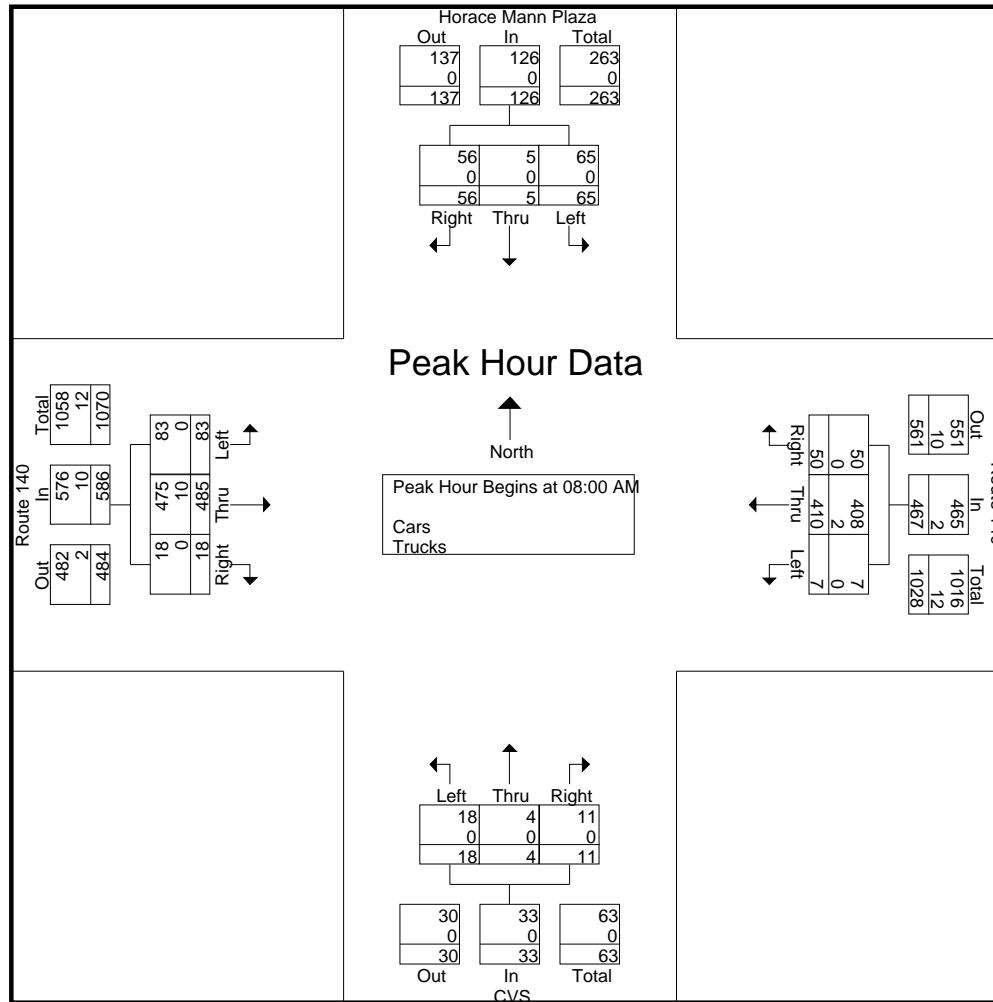 Horace Mann Plaza
Out In Total
137 126 263
0 0 0
137 126 263
56 5 65
0 0 0
56 5 65
Right Thru Left
Peak Hour Data
North
Peak Hour Begins at 08:00 AM
Cars
Trucks
Route 140
Total In Out
1058 576 482
12 10 2
1070 586 484
83 475 18
0 10 0
83 485 18
Left Thru Right
Out In Total
551 465 1016
10 2 12
561 467 1028
50 408 7
0 2 0
50 410 7
Right Thru Left
Left Thru Right
18 4 11
0 0 0
18 4 11
30 33 63
0 0 0
30 33 63
Out In Total
CVS